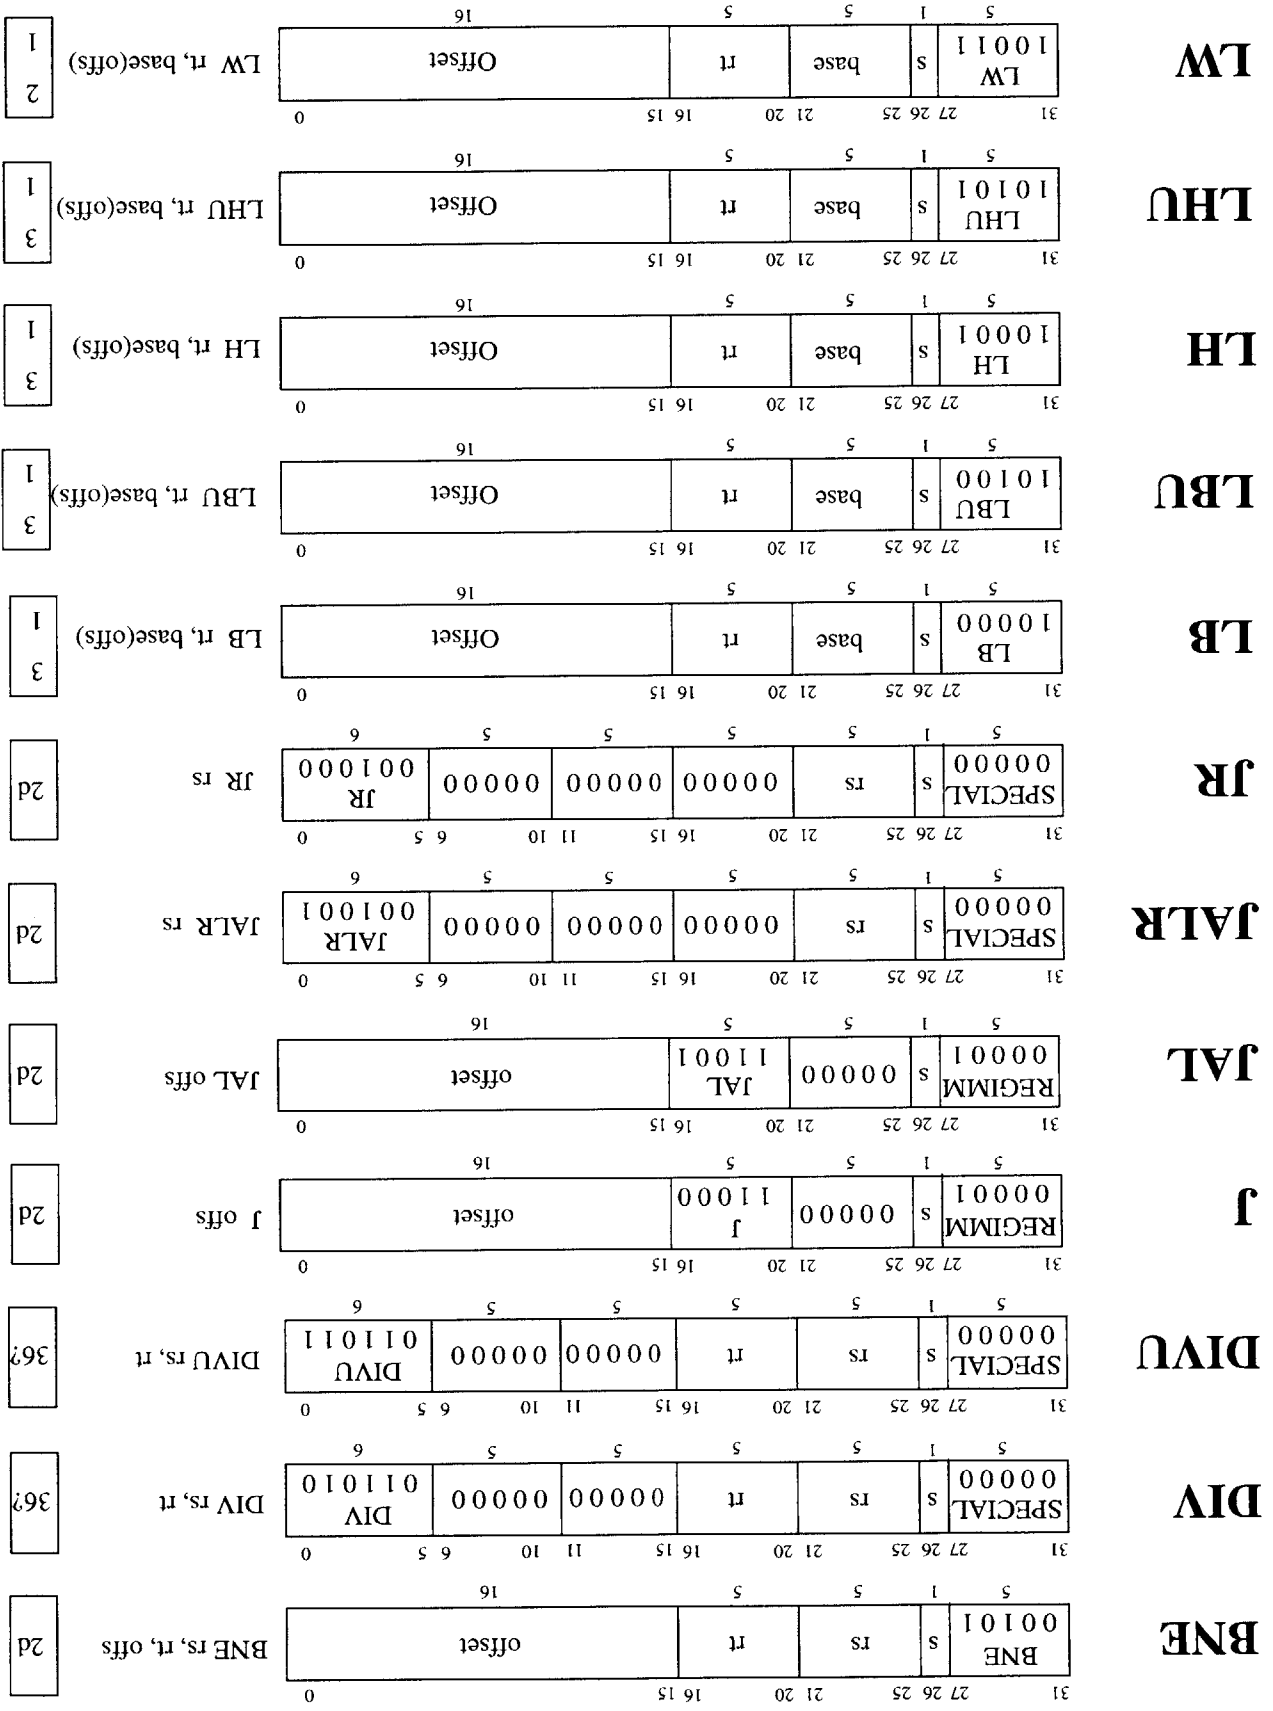 31 27 26 25 21 20 16 15 0
BNE
BNE
00101
s
rs
rt
offset
BNE rs, rt, offs
2d
5 1 5 5 16
31 27 26 25 21 20 16 15 11 10 6 5 0
DIV
SPECIAL
00000
s
rs
rt
00000
00000
DIV
011010
DIV rs, rt
36?
5 1 5 5 5 5 6
31 27 26 25 21 20 16 15 11 10 6 5 0
DIVU
SPECIAL
00000
s
rs
rt
00000
00000
DIVU
011011
DIVU rs, rt
36?
5 1 5 5 5 5 6
31 27 26 25 21 20 16 15 0
J
REGIMM
00001
s
00000
J
11000
offset
J offs
2d
5 1 5 5 16
31 27 26 25 21 20 16 15 0
JAL
REGIMM
00001
s
00000
JAL
11001
offset
JAL offs
2d
5 1 5 5 16
31 27 26 25 21 20 16 15 11 10 6 5 0
JALR
SPECIAL
00000
s
rs
00000
00000
00000
JALR
001001
JALR rs
2d
5 1 5 5 5 5 6
31 27 26 25 21 20 16 15 11 10 6 5 0
JR
SPECIAL
00000
s
rs
00000
00000
00000
JR
001000
JR rs
2d
5 1 5 5 5 5 6
31 27 26 25 21 20 16 15 0
LB
LB
10000
s
base
rt
Offset
LB rt, base(offs)
3
1
5 1 5 5 16
31 27 26 25 21 20 16 15 0
LBU
LBU
10100
s
base
rt
Offset
LBU rt, base(offs)
3
1
5 1 5 5 16
31 27 26 25 21 20 16 15 0
LH
LH
10001
s
base
rt
Offset
LH rt, base(offs)
3
1
5 1 5 5 16
31 27 26 25 21 20 16 15 0
LHU
LHU
10101
s
base
rt
Offset
LHU rt, base(offs)
3
1
5 1 5 5 16
31 27 26 25 21 20 16 15 0
LW
LW
10011
s
base
rt
Offset
LW rt, base(offs)
2
1
5 1 5 5 16